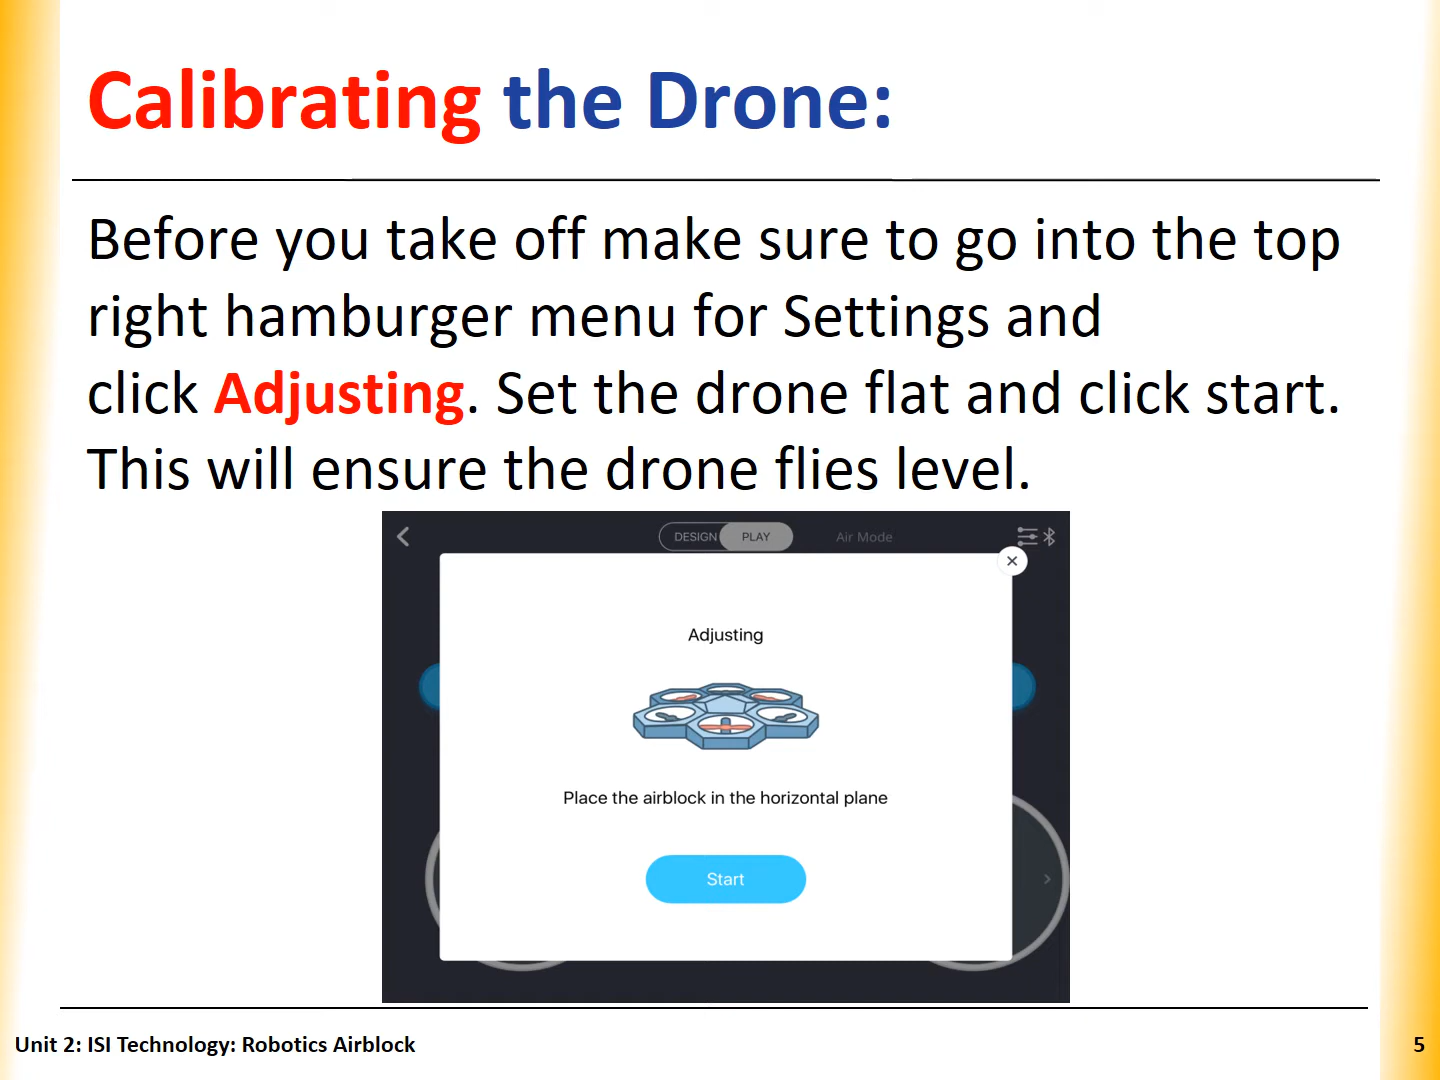 Calibrating the Drone:
Before you take off make sure to go into the top
right hamburger menu for Settings and
click Adjusting. Set the drone flat and click start.
This will ensure the drone flies level.
DESIGN PLAY Air Mode
Adjusting
Place the airblock in the horizontal plane
Start
Unit 2: ISI Technology: Robotics Airblock 5